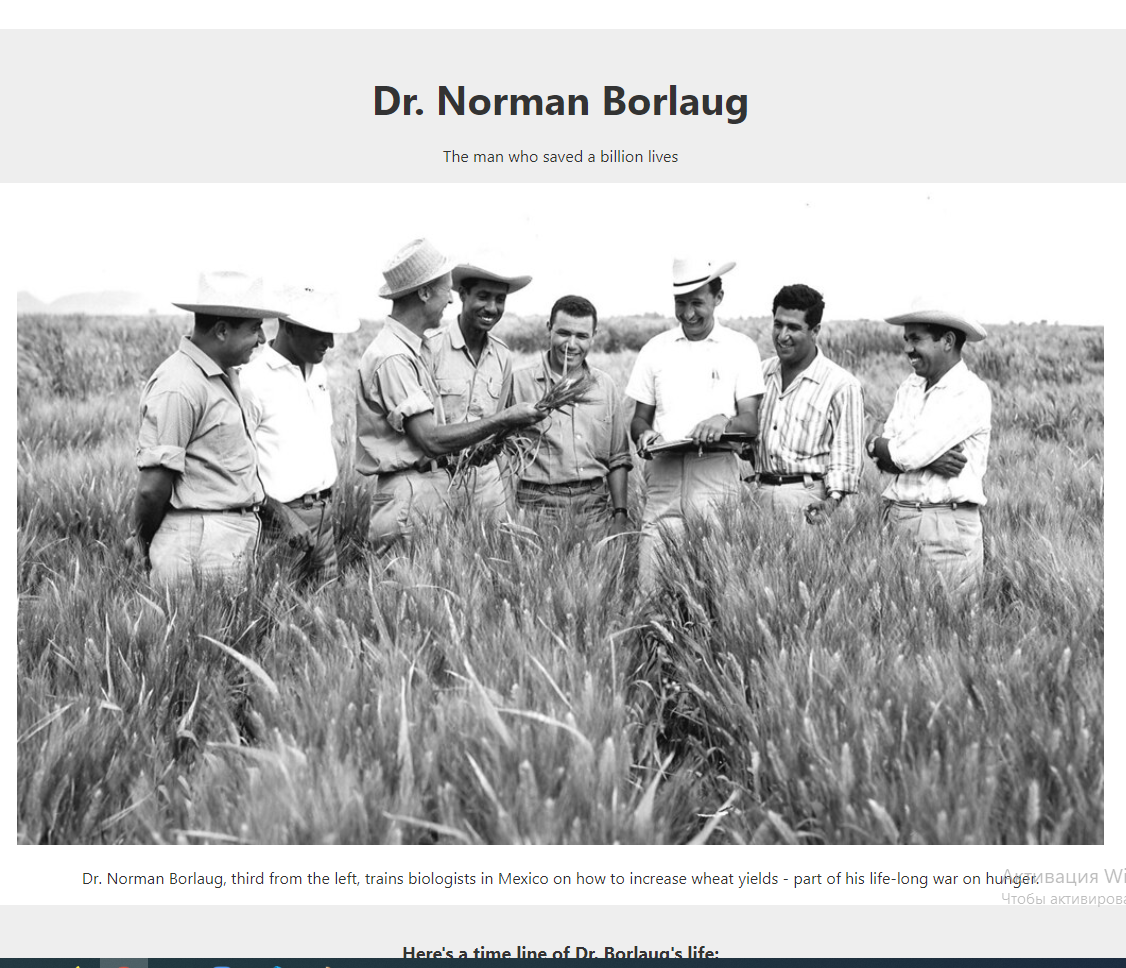 Dr. Norman Borlaug
The man who saved a billion lives
Dr. Norman Borlaug, third from the left, trains biologists in Mexico on how to increase wheat yields - part of his life-long war on hunger.
Активация Wi
Чтобы активирова
Here's a time line of Dr. Borlaug's life: